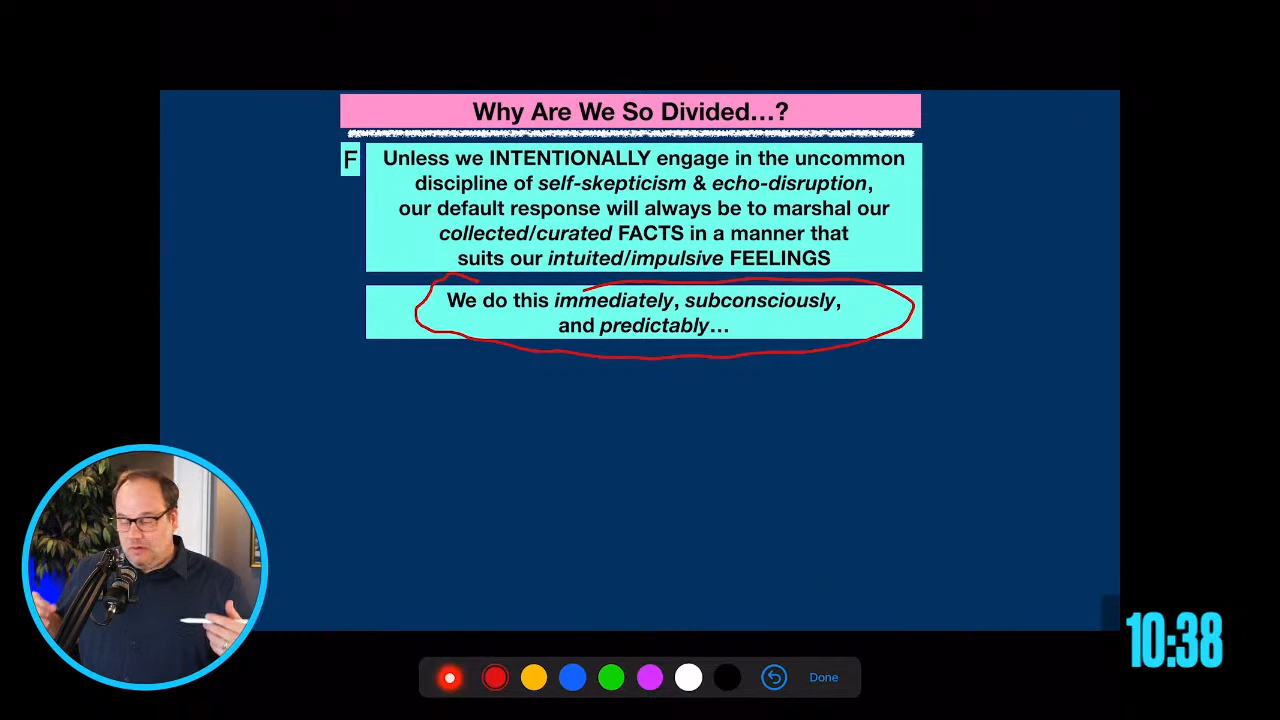 Why Are We So Divided...?
F
Unless we INTENTIONALLY engage in the uncommon
discipline of self-skepticism & echo-disruption,
our default response will always be to marshal our
collected/curated FACTS in a manner that
suits our intuited/impulsive FEELINGS
We do this immediately, subconsciously,
and predictably...
10:38
Done